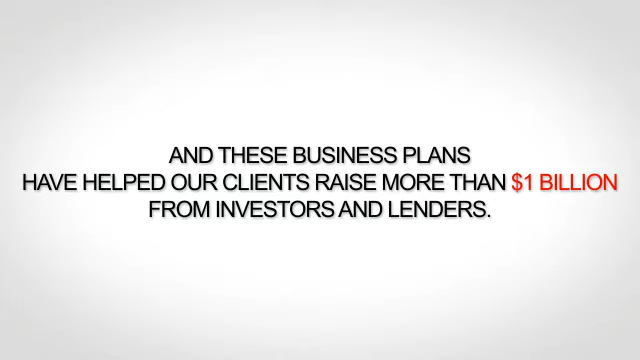 AND THESE BUSINESS PLANS
HAVE HELPED OUR CLIENTS RAISE MORE THAN $1 BILLION
FROM INVESTORS AND LENDERS.